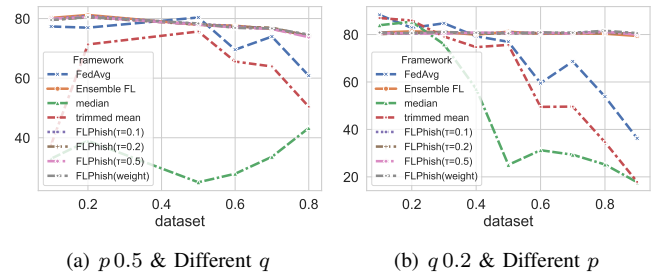 80
60
40
0.2
0.4
0.6
0.8
dataset
Framework
FedAvg
Ensemble FL
median
trimmed mean
FLPhish(τ=0.1)
FLPhish(τ=0.2)
FLPhish(τ=0.5)
FLPhish(weight)
(a) p 0.5 & Different q
80
60
40
20
0.2
0.4
0.6
0.8
dataset
Framework
FedAvg
Ensemble FL
median
trimmed mean
FLPhish(τ=0.1)
FLPhish(τ=0.2)
FLPhish(τ=0.5)
FLPhish(weight)
(b) q 0.2 & Different p